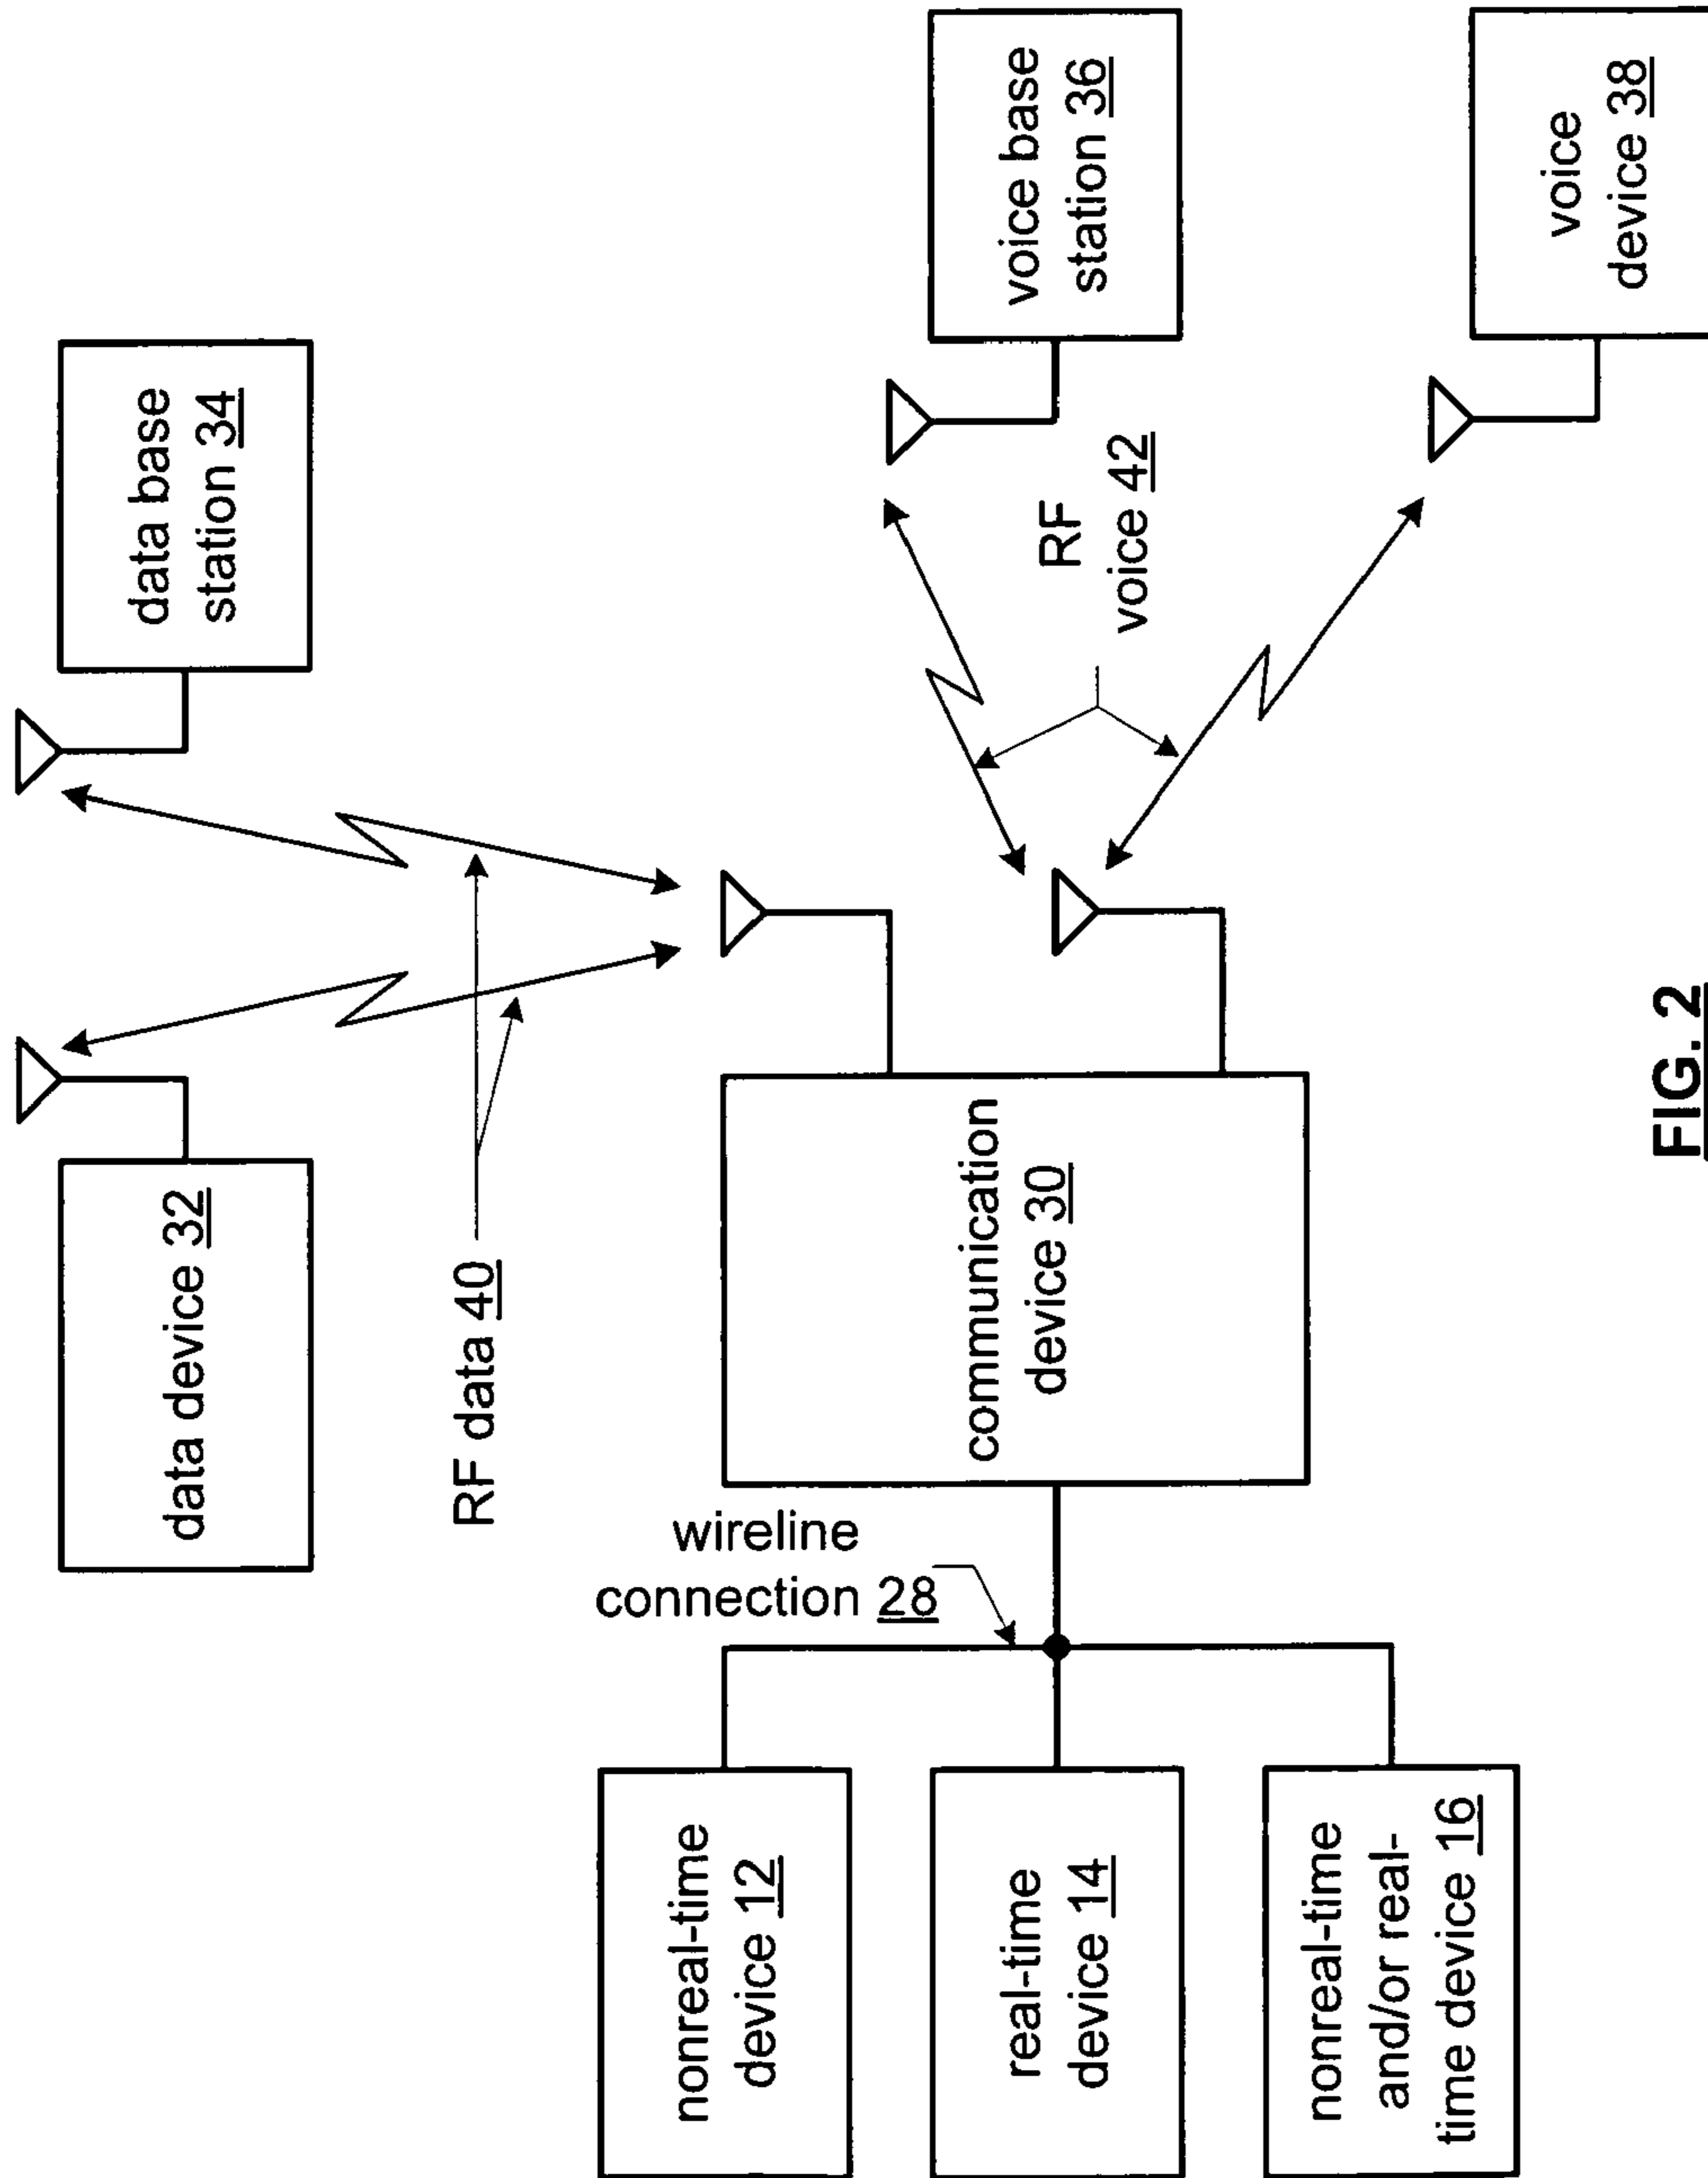 data device 32
data base
station 34
RF data 40
wireline
connection 28
nonreal-time
device 12
communication
device 30
RF
voice 42
voice base
station 36
real-time
device 14
nonreal-time
and/or real-
time device 16
voice
device 38
FIG. 2